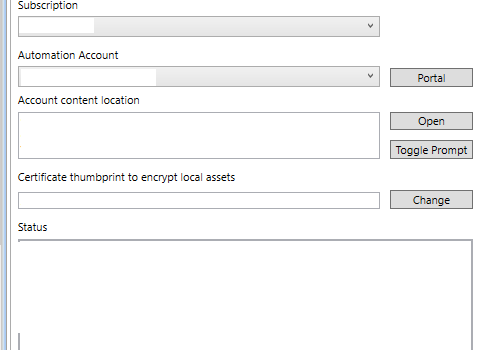 Subscription
Automation Account
Portal
Account content location
Open
Toggle Prompt
Certificate thumbprint to encrypt local assets
Change
Status